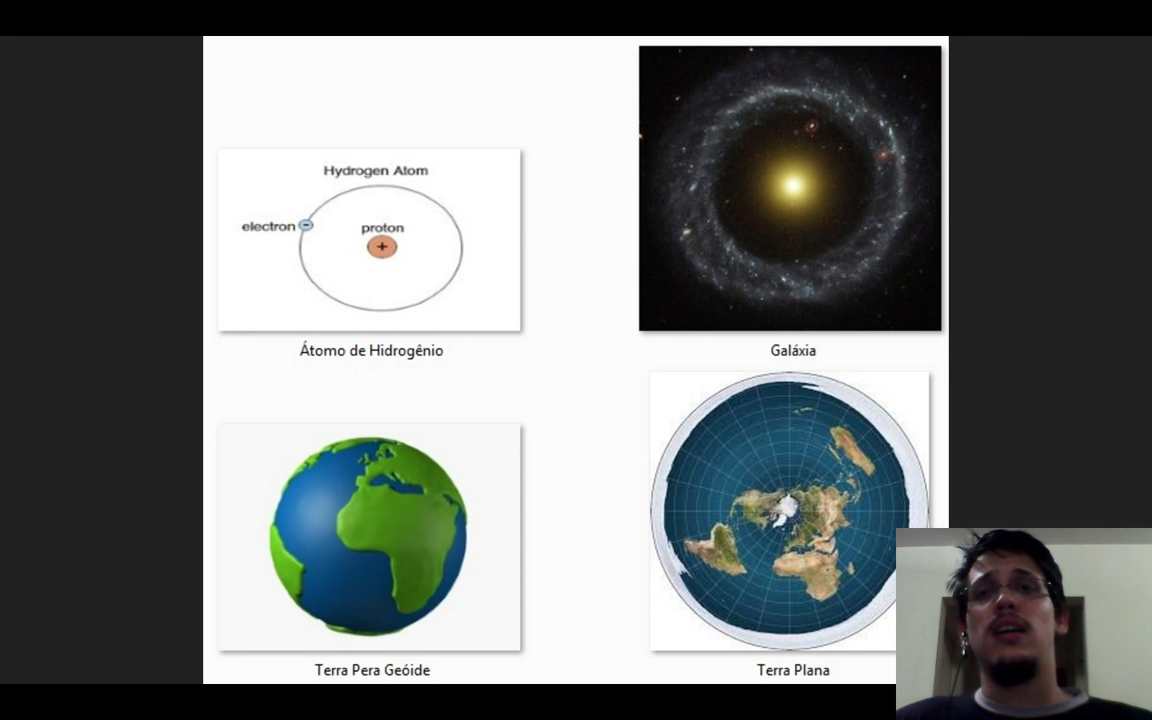 Hydrogen Atom
electron
−
proton
+
Átomo de Hidrogênio
Galáxia
Terra Pera Geóide
Terra Plana